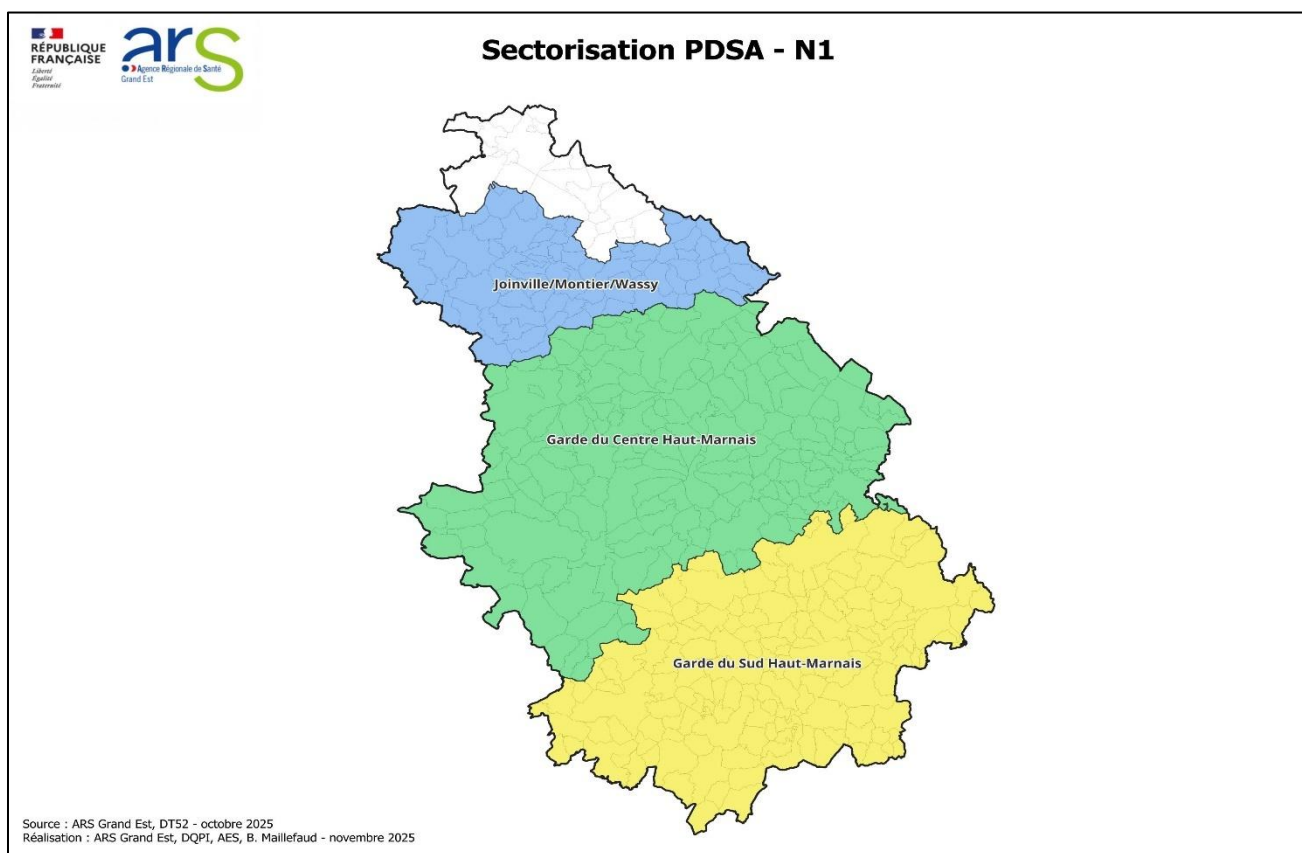 RÉPUBLIQUE
FRANÇAISE
Liberté
Égalité
Fraternité
ars
Agence Régionale de Santé
Grand Est
Sectorisation PDSA - N1
Joinville/Montier/Wassy
Garde du Centre Haut-Marnais
Garde du Sud Haut-Marnais
Source : ARS Grand Est, DT52 - octobre 2025
Réalisation : ARS Grand Est, DQPI, AES, B. Maillefaud - novembre 2025